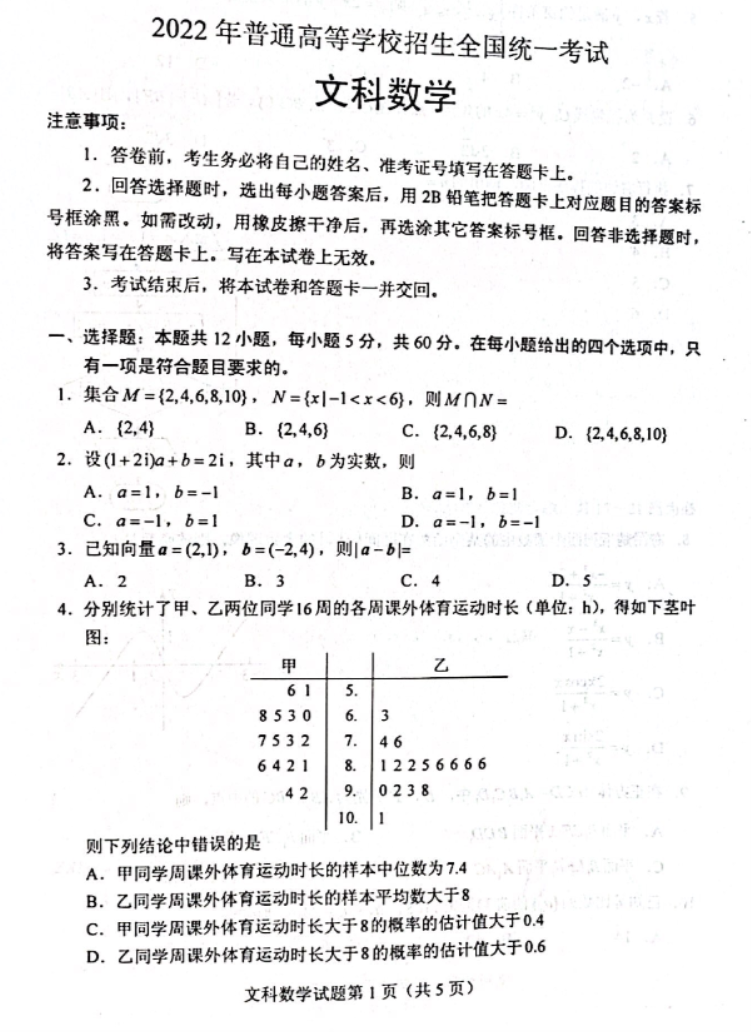 2022年普通高等学校招生全国统一考试
文科数学
注意事项：
1．答卷前，考生务必将自己的姓名、准考证号填写在答题卡上。
2．回答选择题时，选出每小题答案后，用2B铅笔把答题卡上对应题目的答案标
号框涂黑。如需改动，用橡皮擦干净后，再选涂其它答案标号框。回答非选择题时，
将答案写在答题卡上。写在本试卷上无效。
3．考试结束后，将本试卷和答题卡一并交回。
一、选择题：本题共12小题，每小题5分，共60分。在每小题给出的四个选项中，只
有一项是符合题目要求的。
1．集合M={2,4,6,8,10}，N={x|-1<x<6}，则M∩N=
A．{2,4} B．{2,4,6} C．{2,4,6,8} D．{2,4,6,8,10}
2．设(1+2i)a+b=2i，其中a，b为实数，则
A．a=1，b=-1 B．a=1，b=1
C．a=-1，b=1 D．a=-1，b=-1
3．已知向量a=(2,1)，b=(-2,4)，则|a-b|=
A．2 B．3 C．4 D．5
4．分别统计了甲、乙两位同学16周的各周课外体育运动时长（单位：h），得如下茎叶
图：
甲 乙
6 1 5.
8 5 3 0 6. 3
7 5 3 2 7. 4 6
6 4 2 1 8. 1 2 2 5 6 6 6 6
4 2 9. 0 2 3 8
10. 1
则下列结论中错误的是
A．甲同学周课外体育运动时长的样本中位数为7.4
B．乙同学周课外体育运动时长的样本平均数大于8
C．甲同学周课外体育运动时长大于8的概率的估计值大于0.4
D．乙同学周课外体育运动时长大于8的概率的估计值大于0.6
文科数学试题第1页（共5页）